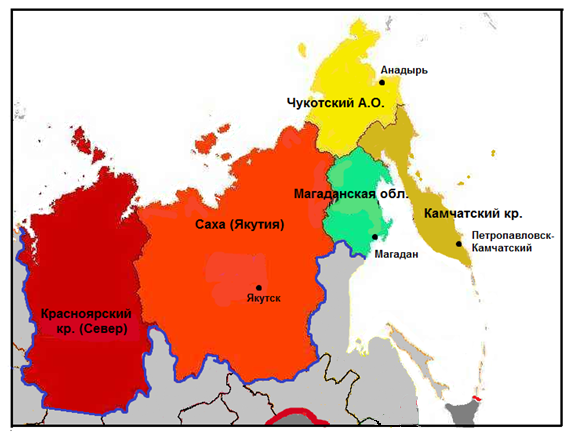 Анадырь
Чукотский А.О.
Магаданская обл.
Камчатский кр.
Саха (Якутия)
Петропавловск-
Камчатский
Магадан
Якутск
Красноярский
кр. (Север)